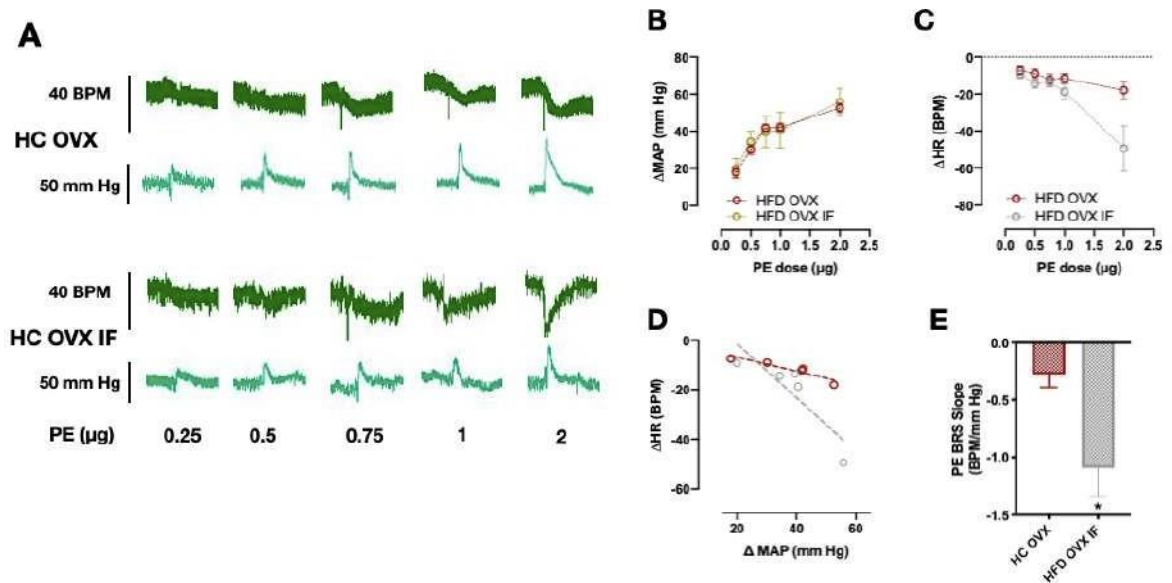 A
40 BPM
HC OVX
50 mm Hg
40 BPM
HC OVX IF
50 mm Hg
PE (µg) 0.25 0.5 0.75 1 2
B
80
60
40
20
0
ΔMAP (mm Hg)
HFD OVX
HFD OVX IF
0.0 0.5 1.0 1.5 2.0 2.5
PE dose (µg)
C
0
-20
-40
-60
-80
ΔHR (BPM)
HFD OVX
HFD OVX IF
0.0 0.5 1.0 1.5 2.0 2.5
PE dose (µg)
D
0
-20
-40
-60
ΔHR (BPM)
20 40 60
Δ MAP (mm Hg)
E
0.0
-0.5
-1.0
-1.5
PE BRS Slope
(BPM/mm Hg)
*
HC OVX
HFD OVX IF